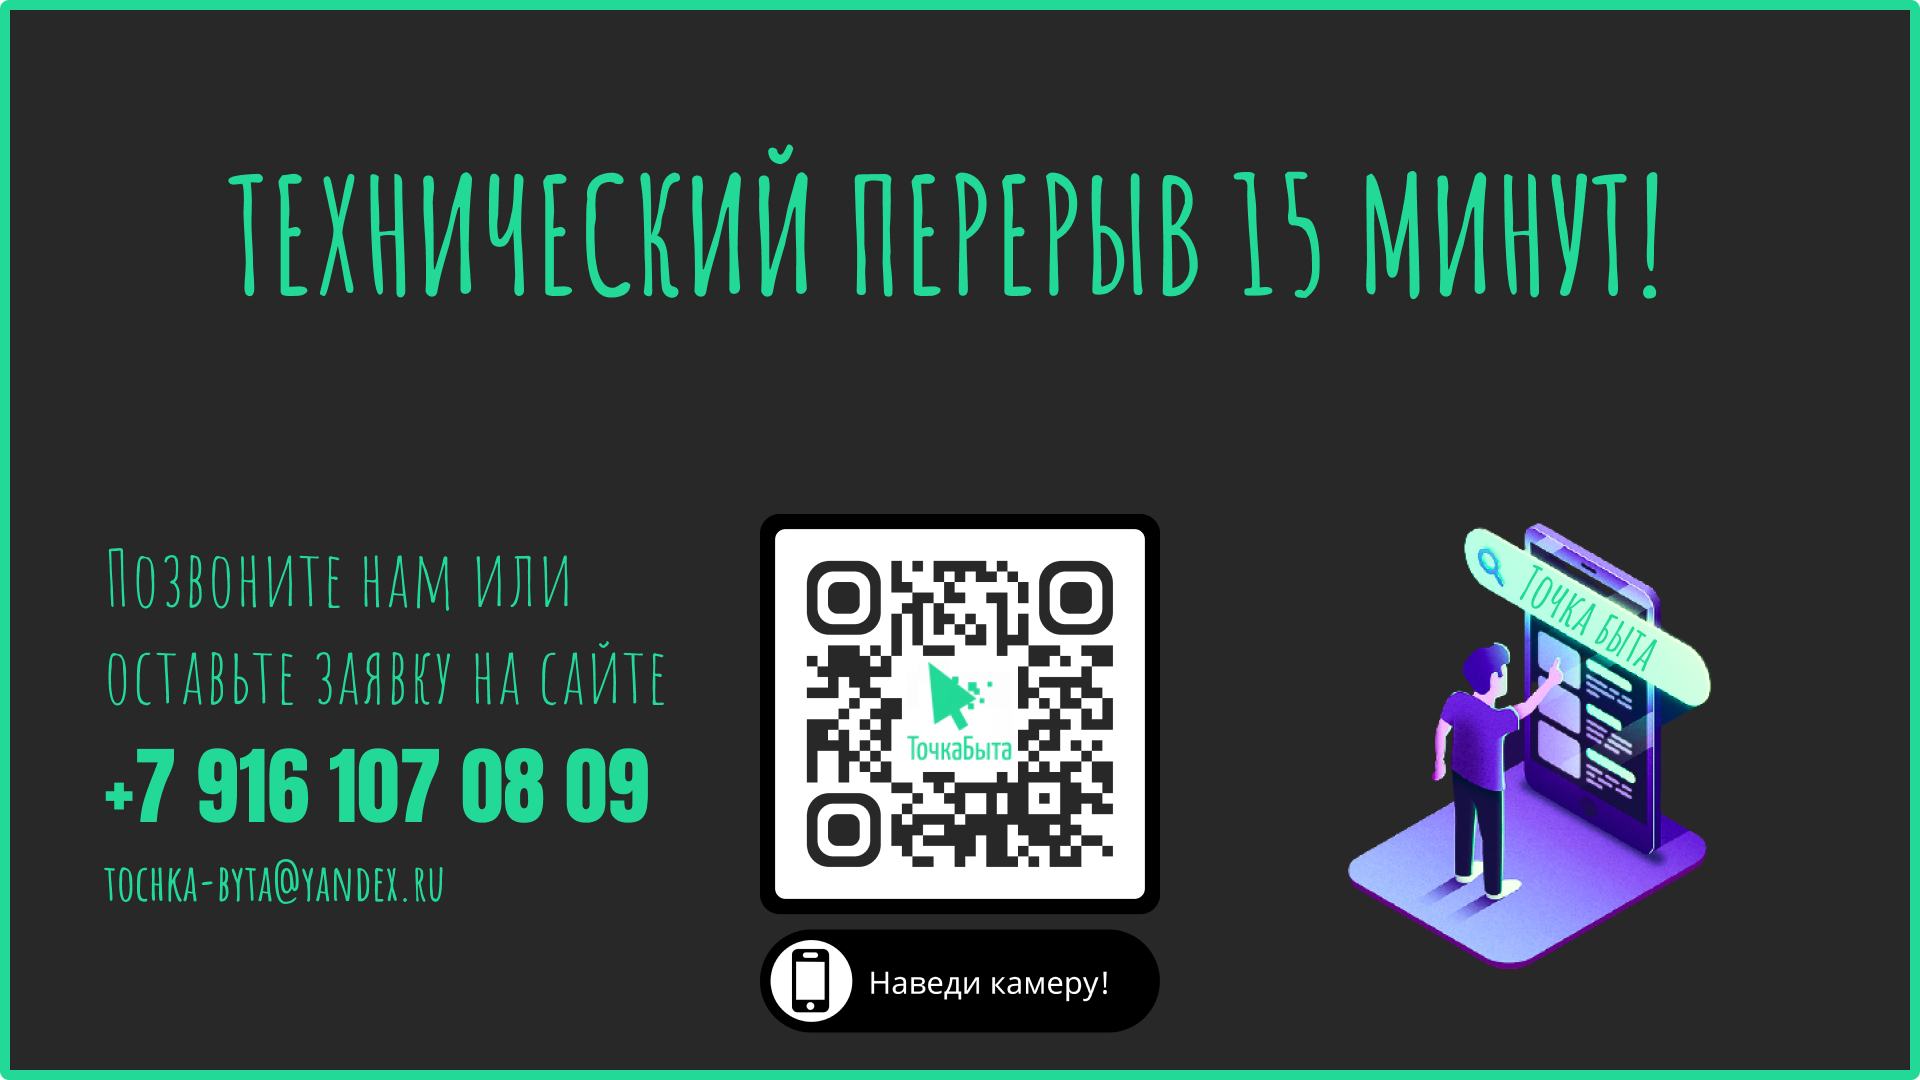 ТЕХНИЧЕСКИЙ ПЕРЕРЫВ 15 МИНУТ!
Позвоните нам или
оставьте заявку на сайте
+7 916 107 08 09
tochka-byta@yandex.ru
ТочкаБыта
Наведи камеру!
Точка быта